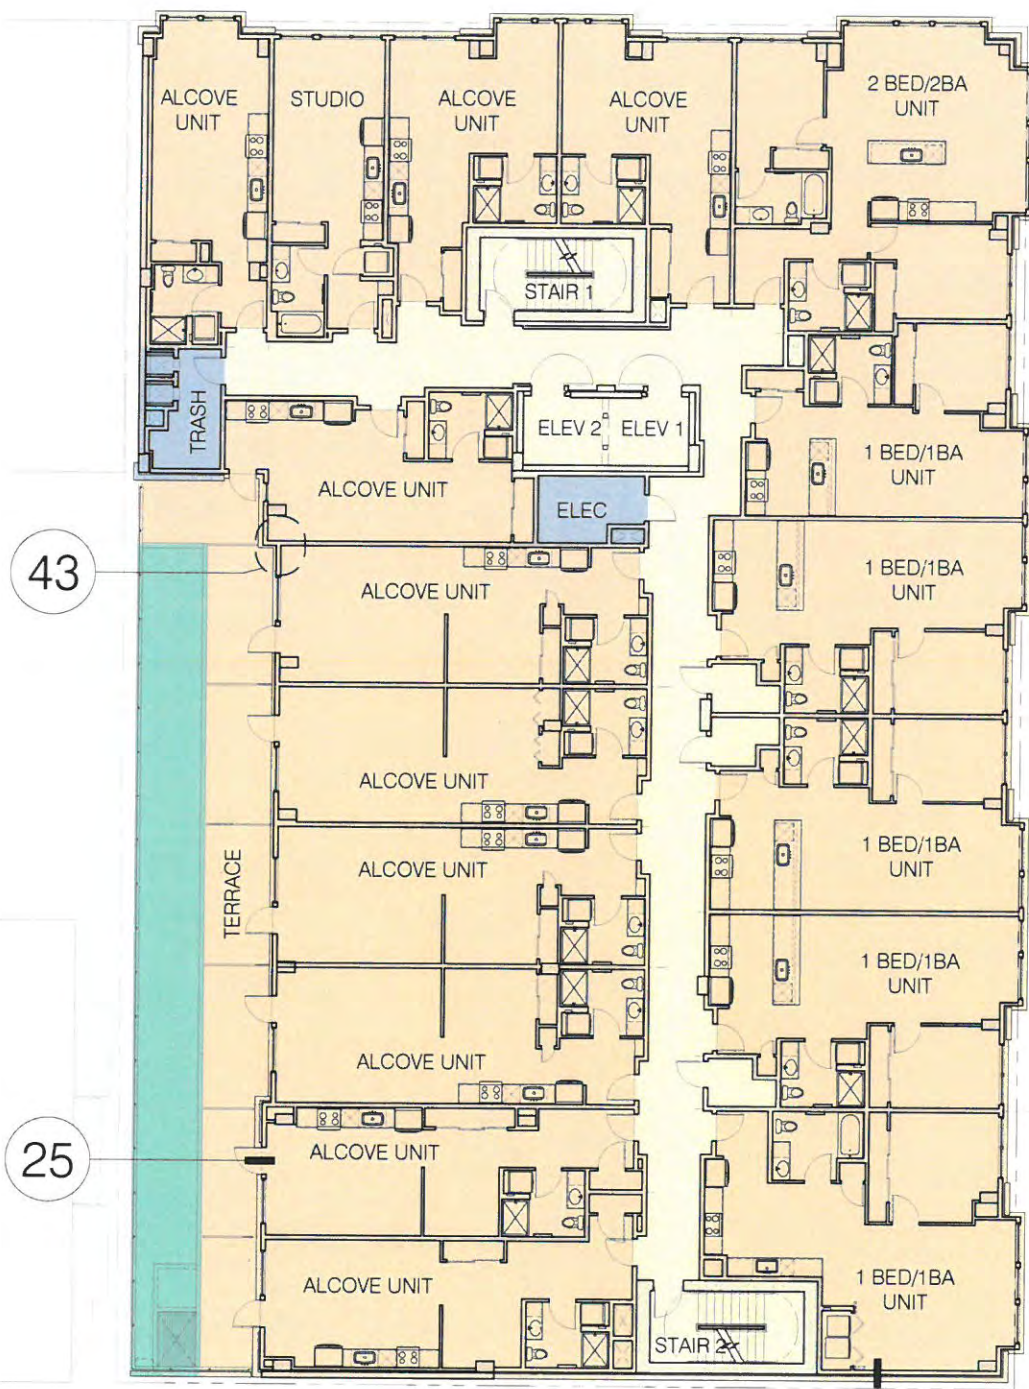 ALCOVE
UNIT
STUDIO
ALCOVE
UNIT
ALCOVE
UNIT
2 BED/2BA
UNIT
STAIR 1
TRASH
ELEV 2
ELEV 1
ALCOVE UNIT
ELEC
1 BED/1BA
UNIT
43
ALCOVE UNIT
1 BED/1BA
UNIT
ALCOVE UNIT
TERRACE
ALCOVE UNIT
1 BED/1BA
UNIT
ALCOVE UNIT
1 BED/1BA
UNIT
25
ALCOVE UNIT
ALCOVE UNIT
1 BED/1BA
UNIT
STAIR 2